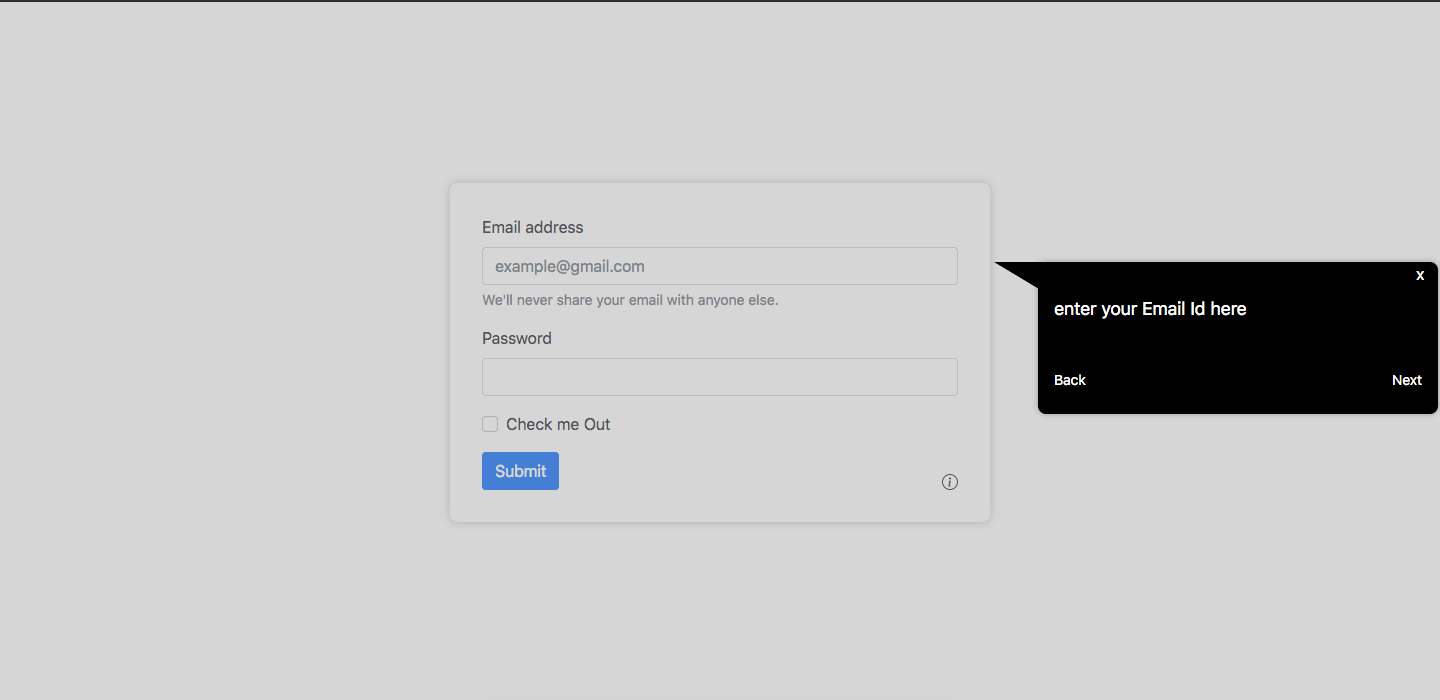 Email address
example@gmail.com
We'll never share your email with anyone else.
Password
Check me Out
Submit
i
x
enter your Email Id here
Back Next